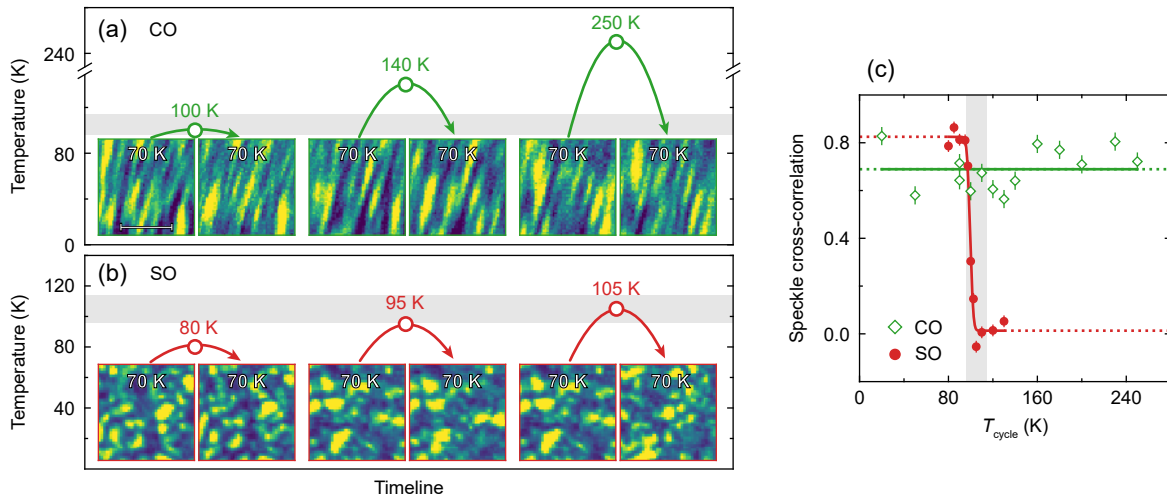 (a) CO
250 K
140 K
100 K
240
80
0
Temperature (K)
70 K 70 K 70 K 70 K 70 K 70 K
(b) SO
105 K
95 K
80 K
120
80
40
Temperature (K)
70 K 70 K 70 K 70 K 70 K 70 K
Timeline
(c)
Speckle cross-correlation
0.8
0.4
0.0
CO
SO
0 80 160 240
T_cycle (K)